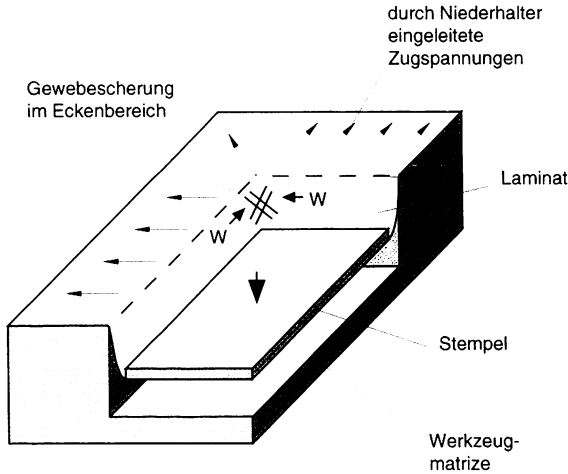 durch Niederhalter
eingeleitete
Zugspannungen
Gewebescherung
im Eckenbereich
Laminat
W
W
Stempel
Werkzeug-
matrize